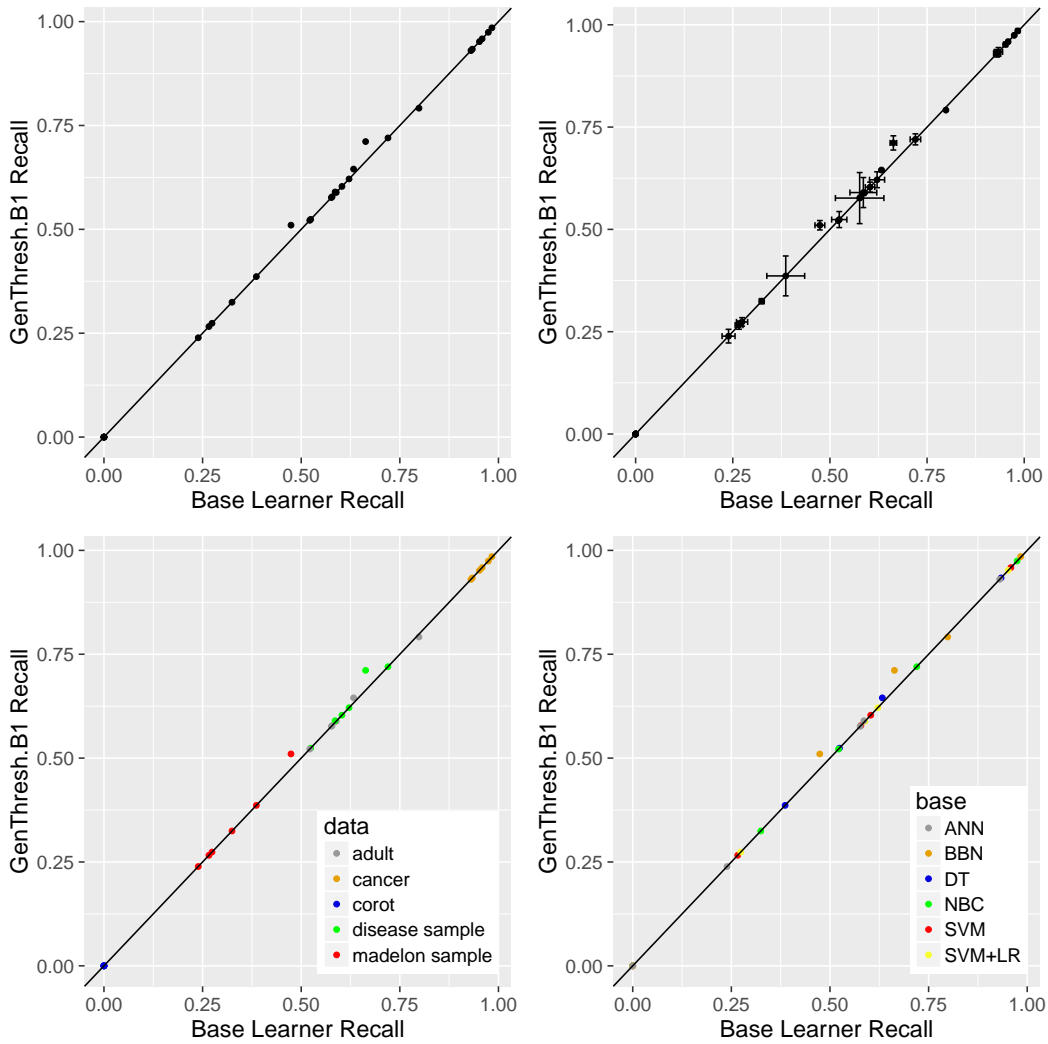 GenThresh.B1 Recall
1.00
0.75
0.50
0.25
0.00
0.00 0.25 0.50 0.75 1.00
Base Learner Recall
GenThresh.B1 Recall
1.00
0.75
0.50
0.25
0.00
0.00 0.25 0.50 0.75 1.00
Base Learner Recall
GenThresh.B1 Recall
1.00
0.75
0.50
0.25
0.00
data
adult
cancer
corot
disease sample
madelon sample
0.00 0.25 0.50 0.75 1.00
Base Learner Recall
GenThresh.B1 Recall
1.00
0.75
0.50
0.25
0.00
base
ANN
BBN
DT
NBC
SVM
SVM+LR
0.00 0.25 0.50 0.75 1.00
Base Learner Recall